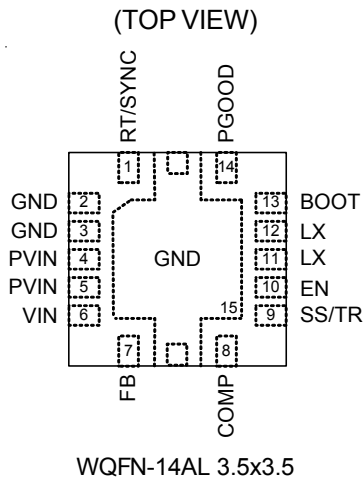 (TOP VIEW)
RT/SYNC
PGOOD
1
14
GND 2
13 BOOT
GND 3
12 LX
PVIN 4
GND
11 LX
PVIN 5
10 EN
VIN 6
15
9 SS/TR
7
8
FB
COMP
WQFN-14AL 3.5x3.5